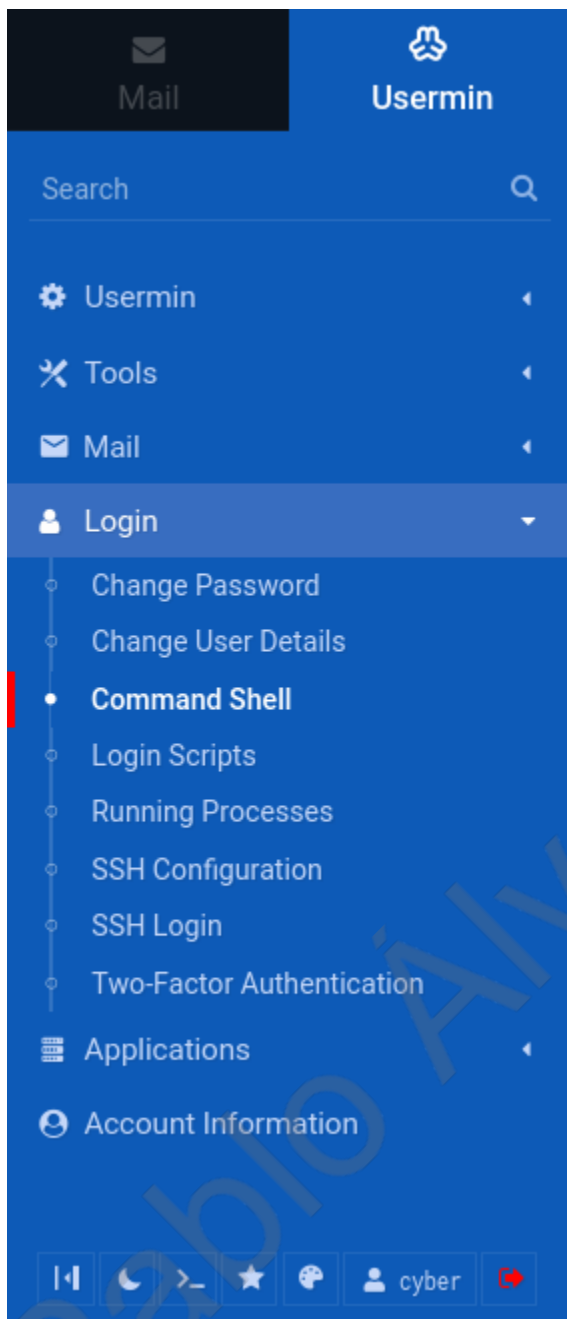 Mail
Usermin
Search
Usermin
Tools
Mail
Login
Change Password
Change User Details
Command Shell
Login Scripts
Running Processes
SSH Configuration
SSH Login
Two-Factor Authentication
Applications
Account Information
cyber